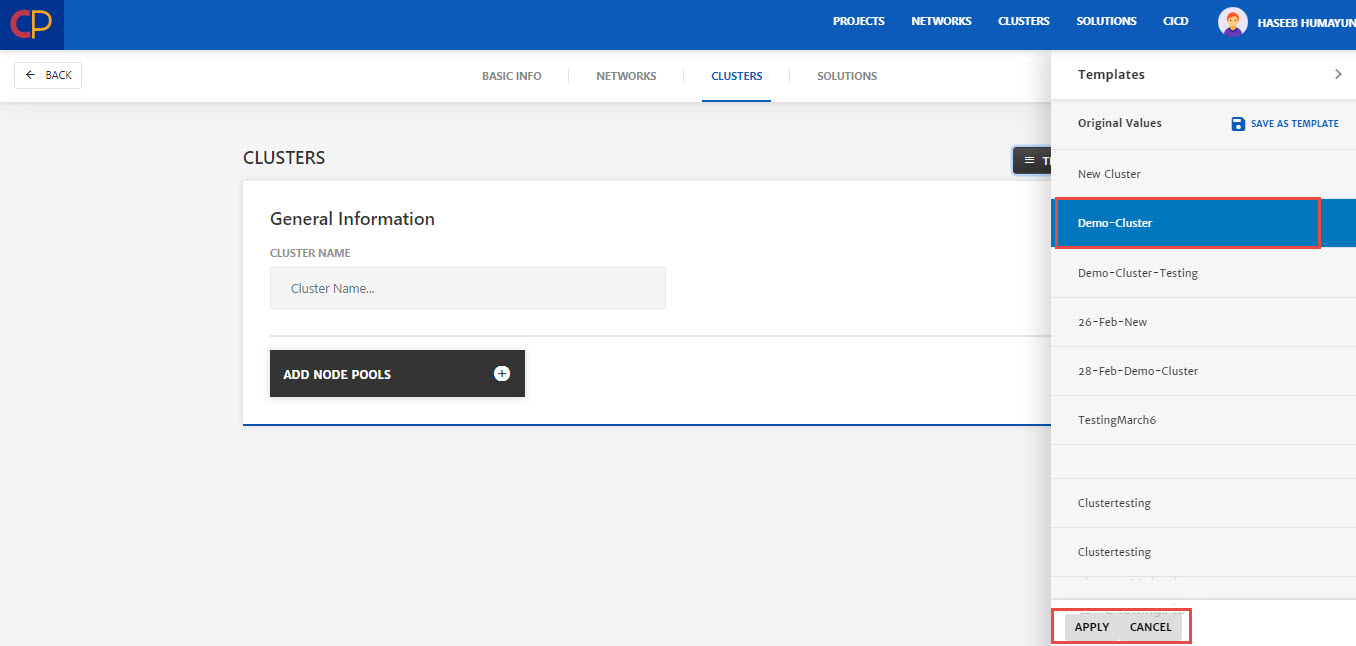 CP
PROJECTS NETWORKS CLUSTERS SOLUTIONS CICD HASEEB HUMAYUN
BACK
BASIC INFO NETWORKS CLUSTERS SOLUTIONS
CLUSTERS
General Information
CLUSTER NAME
Cluster Name...
ADD NODE POOLS
Templates
Original Values SAVE AS TEMPLATE
New Cluster
Demo-Cluster
Demo-Cluster-Testing
26-Feb-New
28-Feb-Demo-Cluster
TestingMarch6
Clustertesting
Clustertesting
APPLY CANCEL